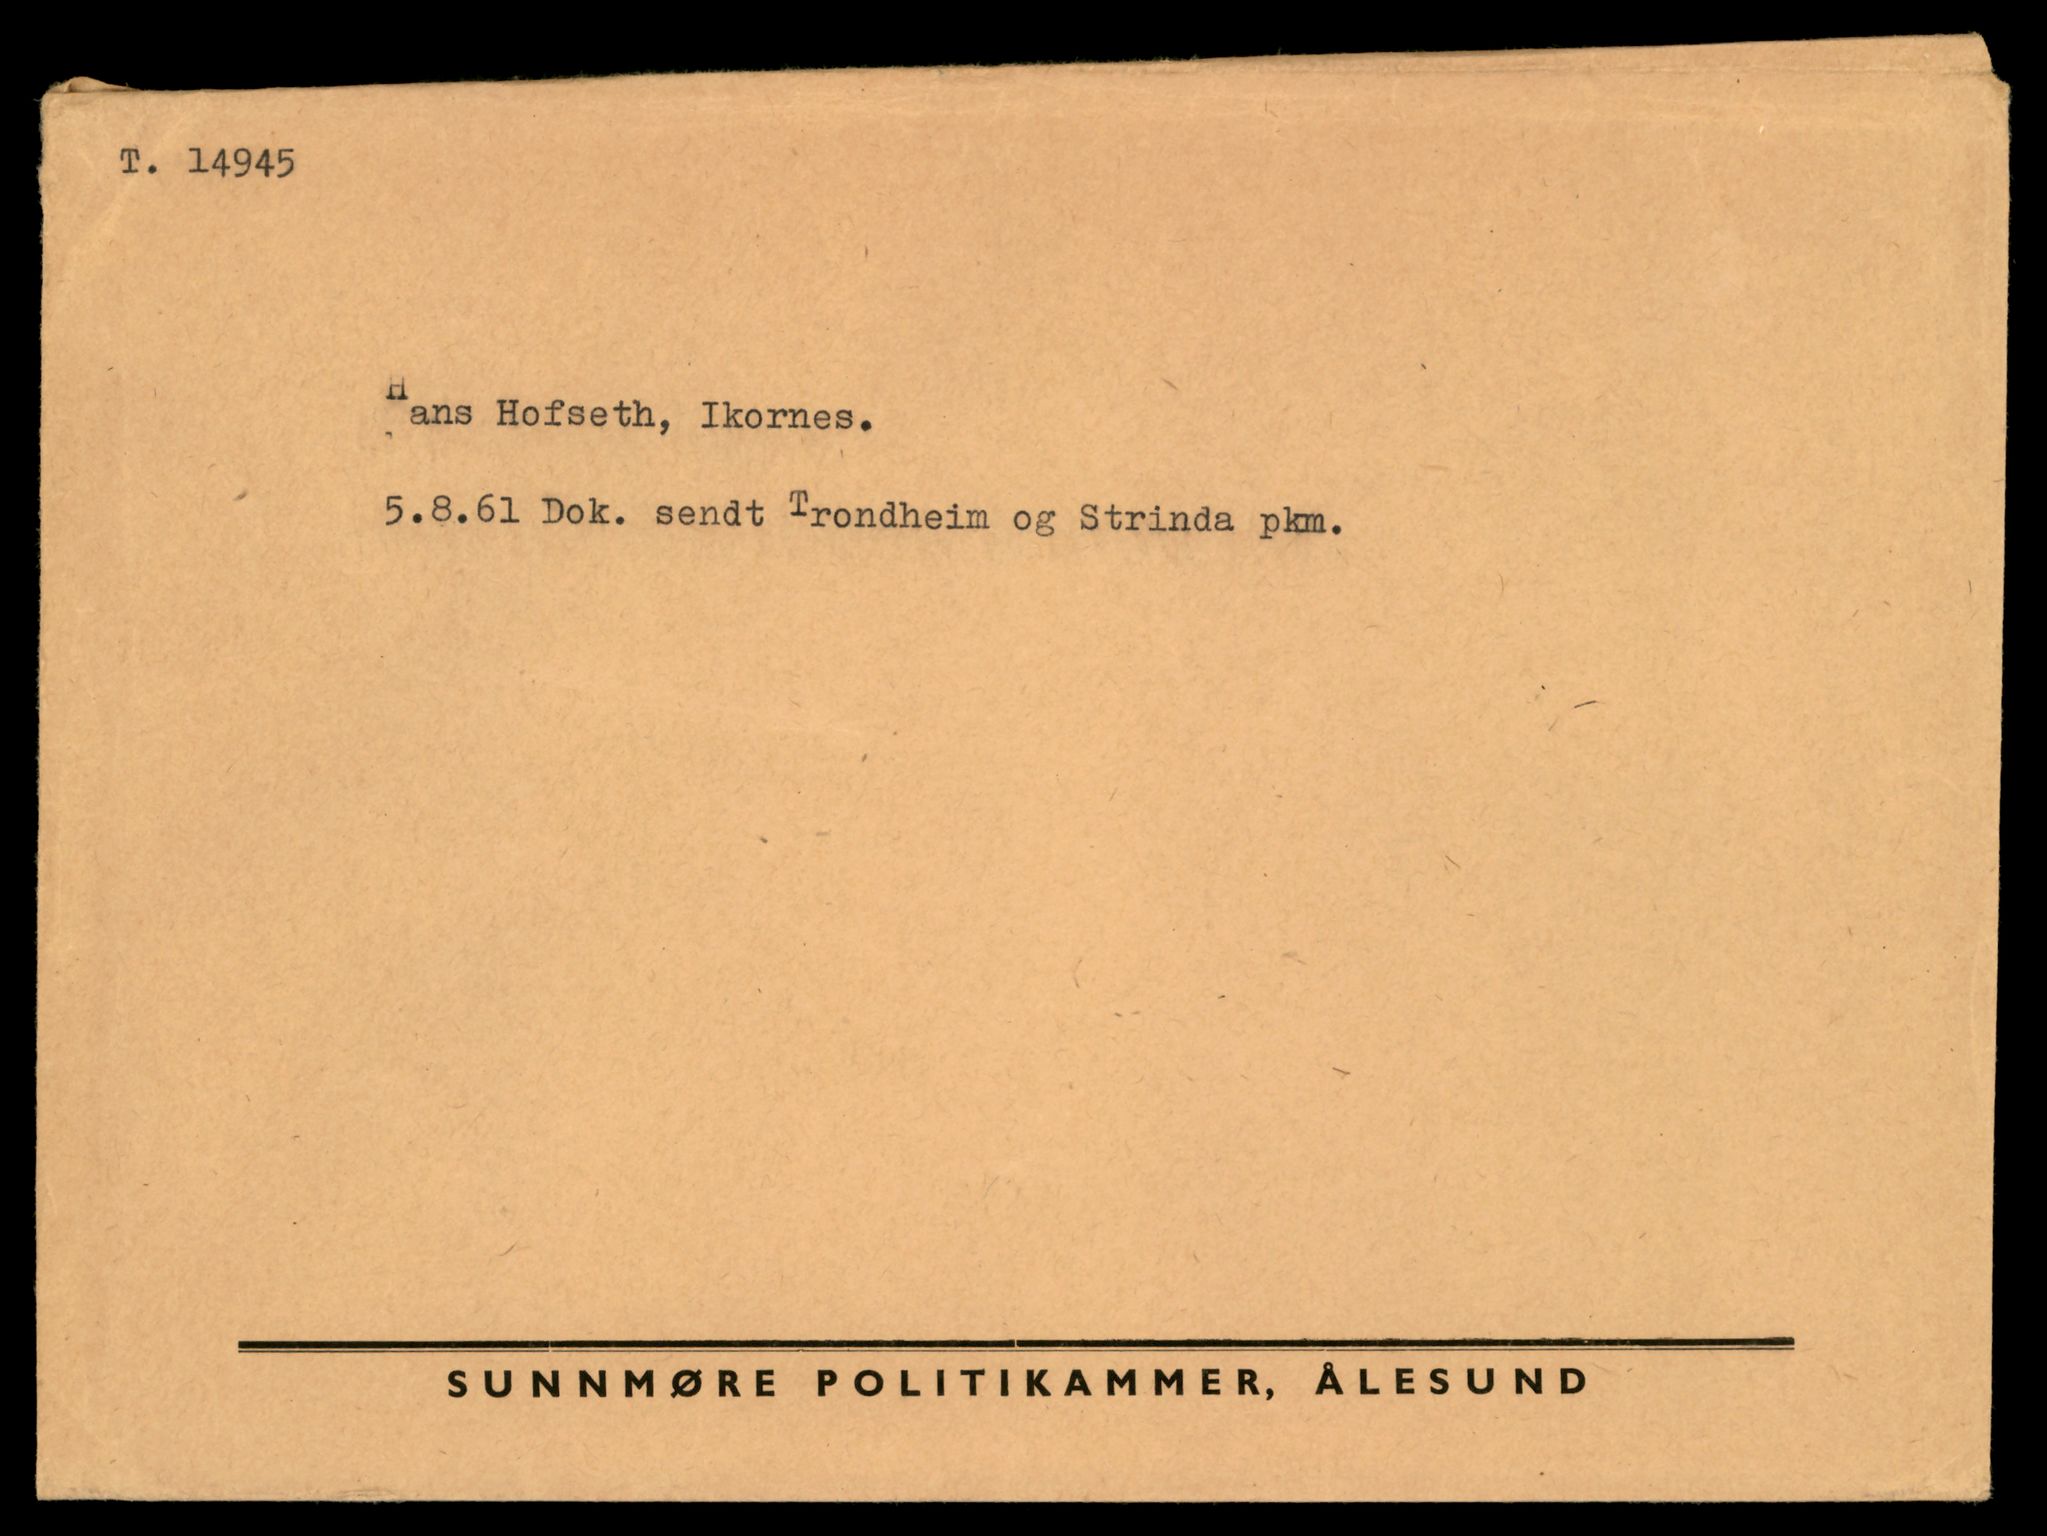 T. 14945
Hans Hofseth, Ikornes.
5.8.61 Dok. sendt Trondheim og Strinda pkm.
SUNNMØRE POLITIKAMMER, ÅLESUND